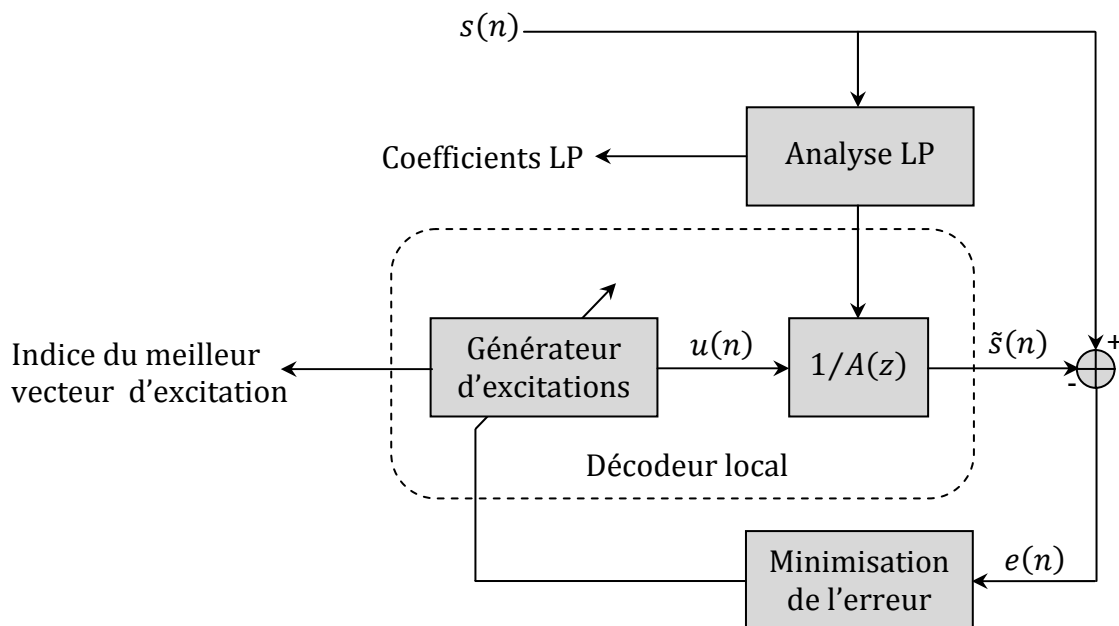 s(n)
Analyse LP
Coefficients LP
Générateur
d'excitations
u(n)
1/A(z)
s̃(n)
+
-
Indice du meilleur
vecteur d'excitation
Décodeur local
Minimisation
de l'erreur
e(n)